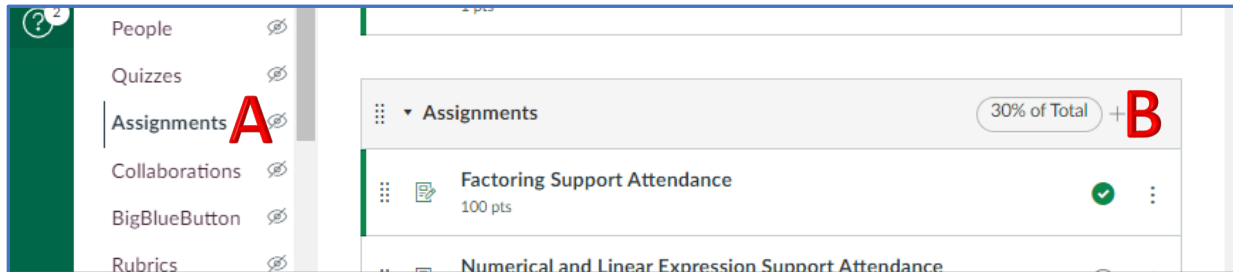 2
People
Quizzes
Assignments A
Collaborations
BigBlueButton
Rubrics
1 pts
Assignments 30% of Total + B
Factoring Support Attendance
100 pts
Numerical and Linear Expression Support Attendance